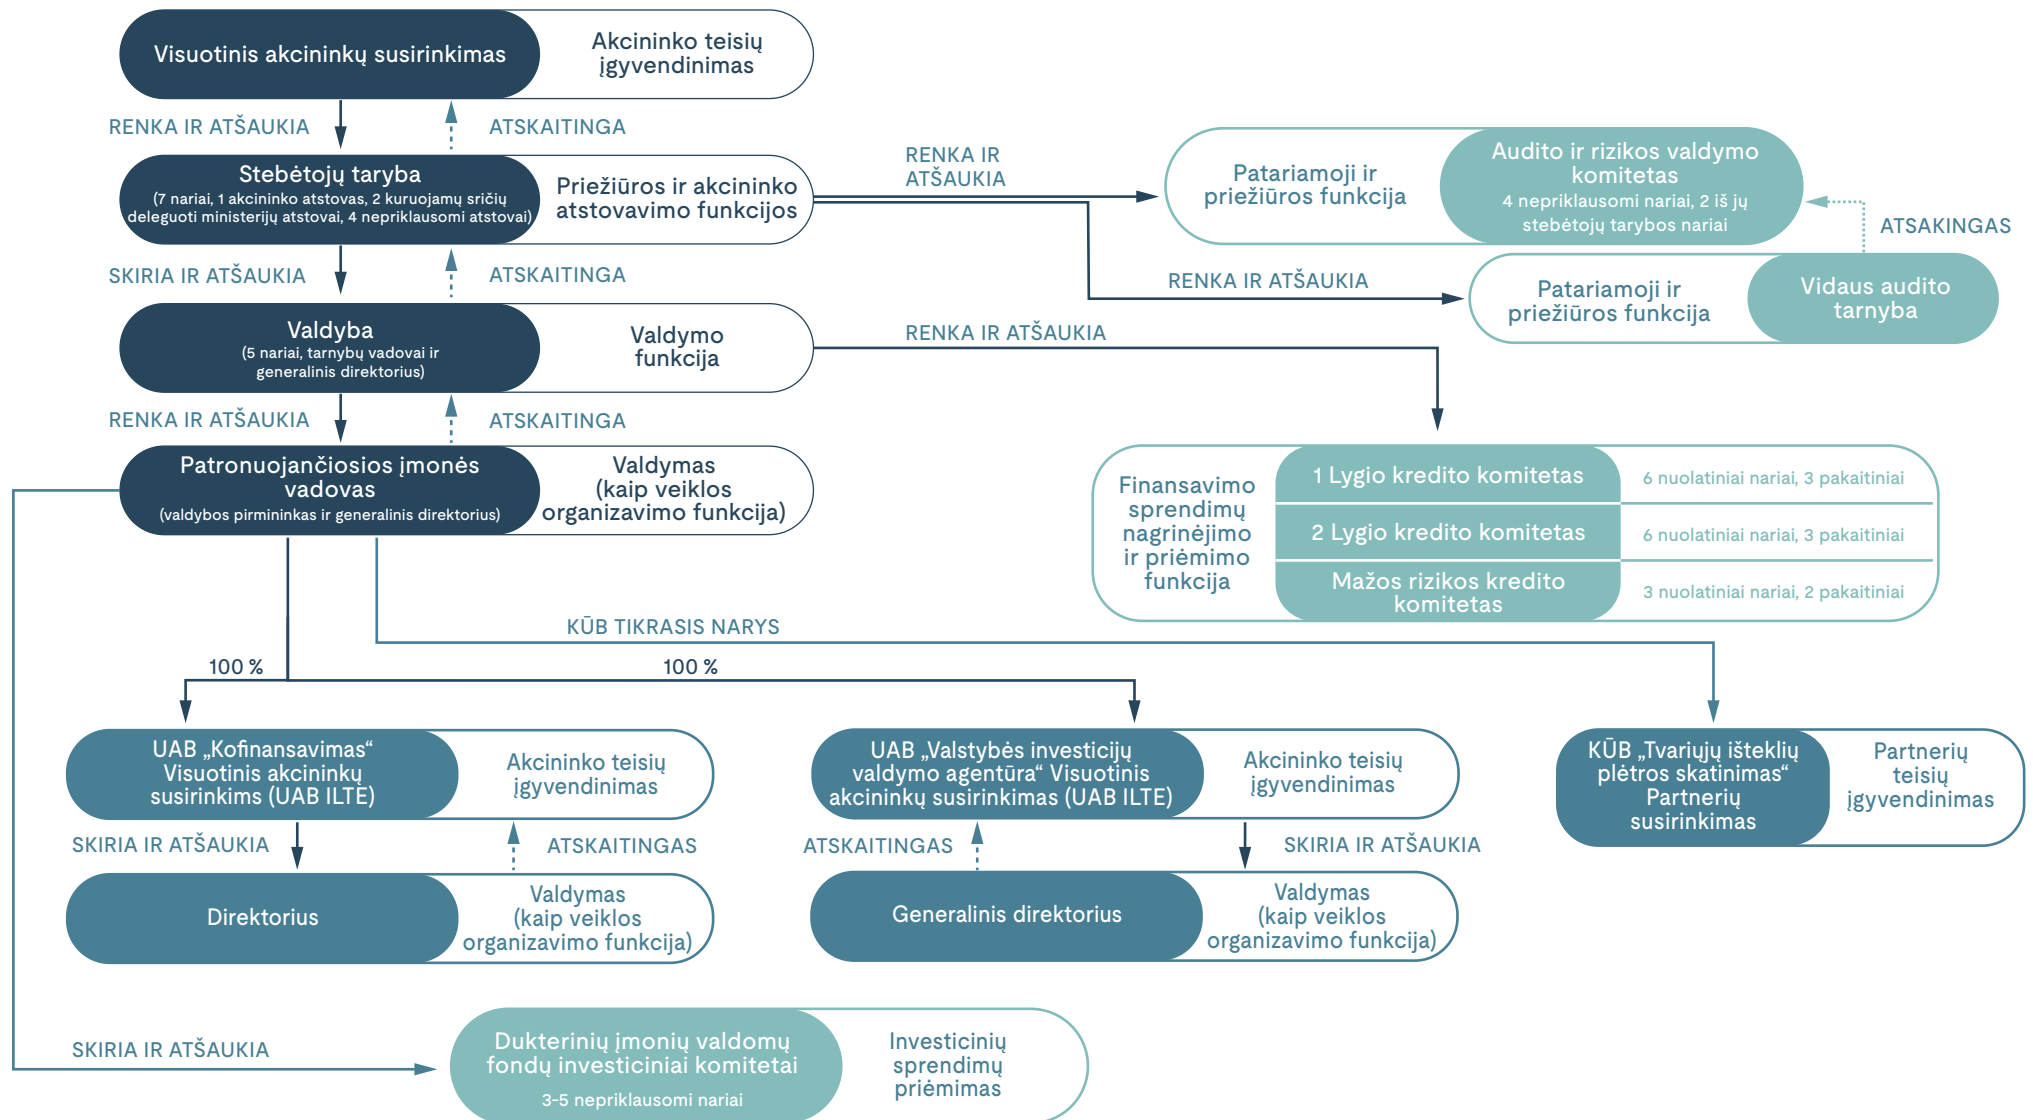 Visuotinis akcininkų susirinkimas
Akcininko teisių
įgyvendinimas
RENKA IR ATŠAUKIA
ATSKAITINGA
Stebėtojų taryba
(7 nariai, 1 akcininko atstovas, 2 kuruojamų sričių
deleguoti ministerijų atstovai, 4 nepriklausomi atstovai)
Priežiūros ir akcininko
atstovavimo funkcijos
RENKA IR
ATŠAUKIA
Patariamoji ir
priežiūros funkcija
Audito ir rizikos valdymo
komitetas
4 nepriklausomi nariai, 2 iš jų
stebėtojų tarybos nariai
ATSAKINGAS
SKIRIA IR ATŠAUKIA
ATSKAITINGA
RENKA IR ATŠAUKIA
Patariamoji ir
priežiūros funkcija
Vidaus audito
tarnyba
Valdyba
(5 nariai, tarnybų vadovai ir
generalinis direktorius)
Valdymo
funkcija
RENKA IR ATŠAUKIA
RENKA IR ATŠAUKIA
ATSKAITINGA
Patronuojančiosios įmonės
vadovas
(valdybos pirmininkas ir generalinis direktorius)
Valdymas
(kaip veiklos
organizavimo funkcija)
Finansavimo
sprendimų
nagrinėjimo
ir priėmimo
funkcija
1 Lygio kredito komitetas
6 nuolatiniai nariai, 3 pakaitiniai
2 Lygio kredito komitetas
6 nuolatiniai nariai, 3 pakaitiniai
Mažos rizikos kredito
komitetas
3 nuolatiniai nariai, 2 pakaitiniai
KŪB TIKRASIS NARYS
100 %
100 %
UAB „Kofinansavimas“
Visuotinis akcininkų
susirinkims (UAB ILTE)
Akcininko teisių
įgyvendinimas
UAB „Valstybės investicijų
valdymo agentūra“ Visuotinis
akcininkų susirinkimas (UAB ILTE)
Akcininko teisių
įgyvendinimas
KŪB „Tvariųjų išteklių
plėtros skatinimas“
Partnerių
susirinkimas
Partnerių
teisių
įgyvendinimas
SKIRIA IR ATŠAUKIA
ATSKAITINGAS
ATSKAITINGAS
SKIRIA IR ATŠAUKIA
Direktorius
Valdymas
(kaip veiklos
organizavimo funkcija)
Generalinis direktorius
Valdymas
(kaip veiklos
organizavimo funkcija)
SKIRIA IR ATŠAUKIA
Dukterinių įmonių valdomų
fondų investiciniai komitetai
3-5 nepriklausomi nariai
Investicinių
sprendimų
priėmimas